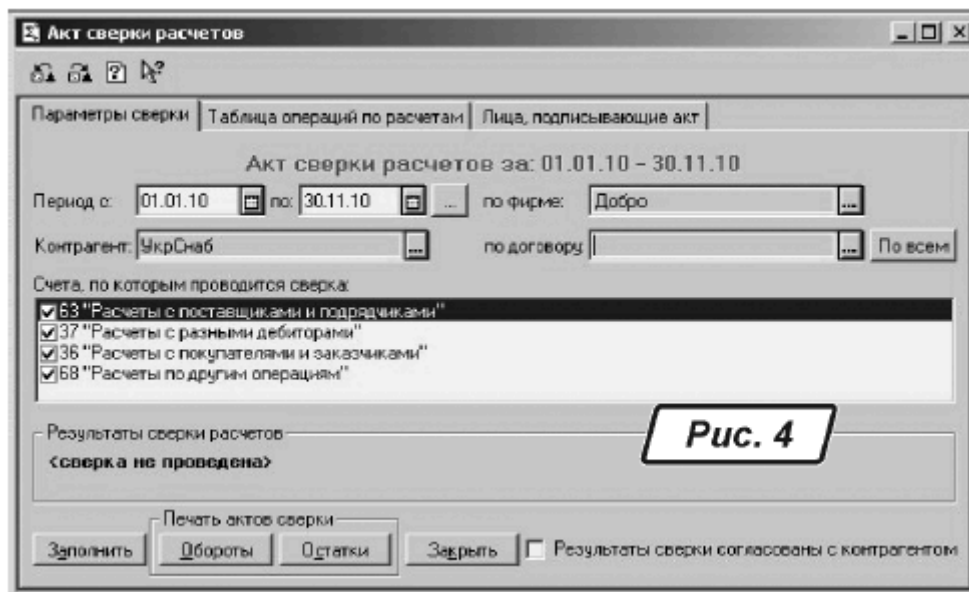 Акт сверки расчетов
Параметры сверки Таблица операций по расчетам Лица, подписывающие акт
Акт сверки расчетов за: 01.01.10 - 30.11.10
Период с: 01.01.10 по: 30.11.10 ... по фирме: Добро ...
Контрагент: УкрСнаб ... по договору: ... По всем
Счета, по которым проводится сверка:
63 "Расчеты с поставщиками и подрядчиками"
37 "Расчеты с разными дебиторами"
36 "Расчеты с покупателями и заказчиками"
68 "Расчеты по другим операциям"
Результаты сверки расчетов
<сверка не проведена>
Рис. 4
Печать актов сверки
Заполнить Обороты Остатки Закрыть Результаты сверки согласованы с контрагентом